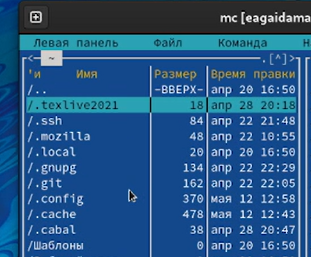 mc [eagaidama
Левая панель Файл Команда Н
<─ ~ .[^]>
'и Имя Размер Время правки
/.. -ВВЕРХ- апр 20 16:50
/.texlive2021 18 апр 28 20:18
/.ssh 84 апр 22 21:48
/.mozilla 48 апр 22 10:55
/.local 20 апр 20 16:50
/.gnupg 134 апр 22 22:29
/.git 162 апр 22 22:05
/.config 370 мая 12 12:58
/.cache 478 мая 12 12:43
/.cabal 38 апр 28 20:47
/Шаблоны 0 апр 20 16:50